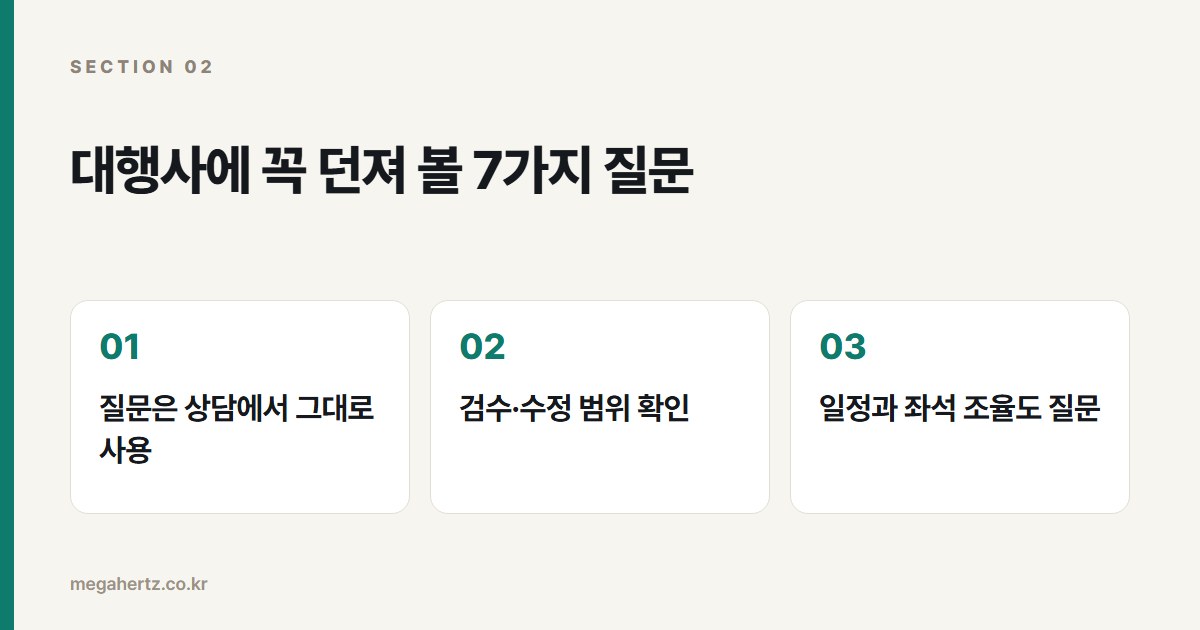 SECTION 02
대행사에 꼭 던져 볼 7가지 질문
01
질문은 상담에서 그대로
사용
02
검수·수정 범위 확인
03
일정과 좌석 조율도 질문
megahertz.co.kr